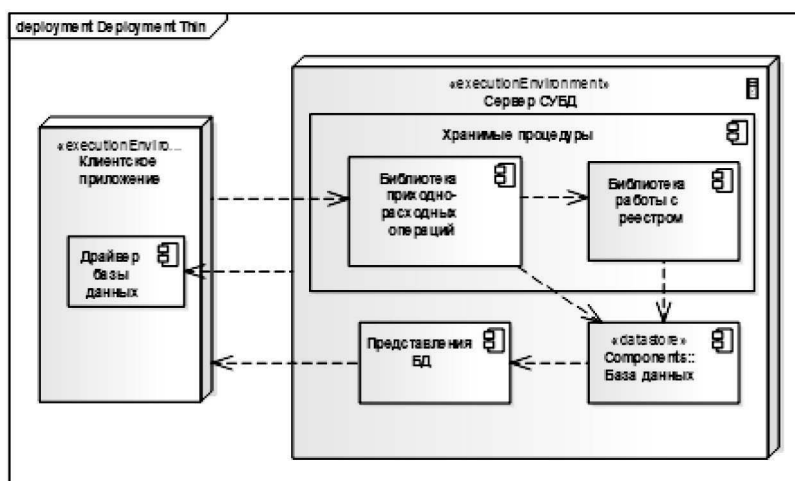 deployment Deployment Thin
«executionEnvironment»
Сервер СУБД
Хранимые процедуры
«executionEnviro...
Клиентское
приложение
Библиотека
приходно-
расходных
операций
Библиотека
работы с
реестром
Драйвер
базы
данных
Представления
БД
«datastore»
Components::
База данных